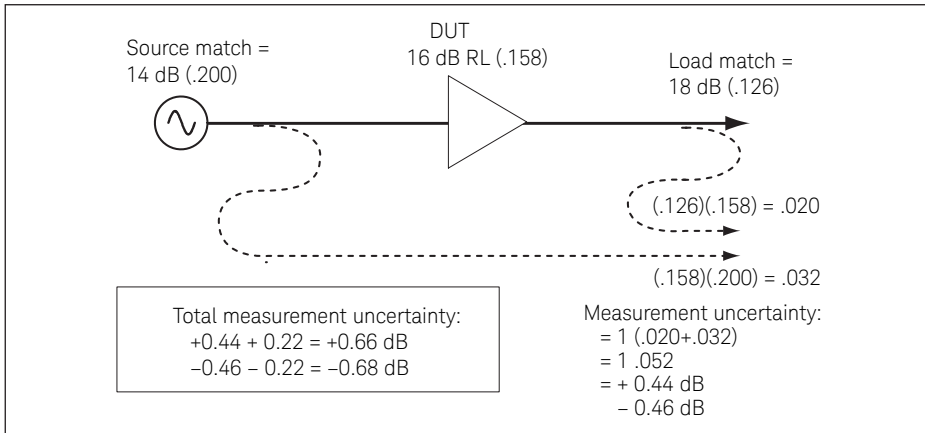 Source match =
14 dB (.200)
DUT
16 dB RL (.158)
Load match =
18 dB (.126)
(.126)(.158) = .020
(.158)(.200) = .032
Total measurement uncertainty:
+0.44 + 0.22 = +0.66 dB
−0.46 − 0.22 = −0.68 dB
Measurement uncertainty:
= 1 (.020+.032)
= 1 .052
= + 0.44 dB
− 0.46 dB